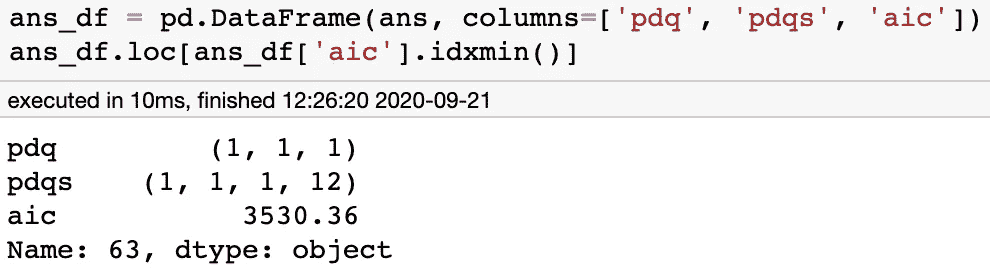 ans_df = pd.DataFrame(ans, columns=['pdq', 'pdqs', 'aic'])
ans_df.loc[ans_df['aic'].idxmin()]
executed in 10ms, finished 12:26:20 2020-09-21
pdq (1, 1, 1)
pdqs (1, 1, 1, 12)
aic 3530.36
Name: 63, dtype: object